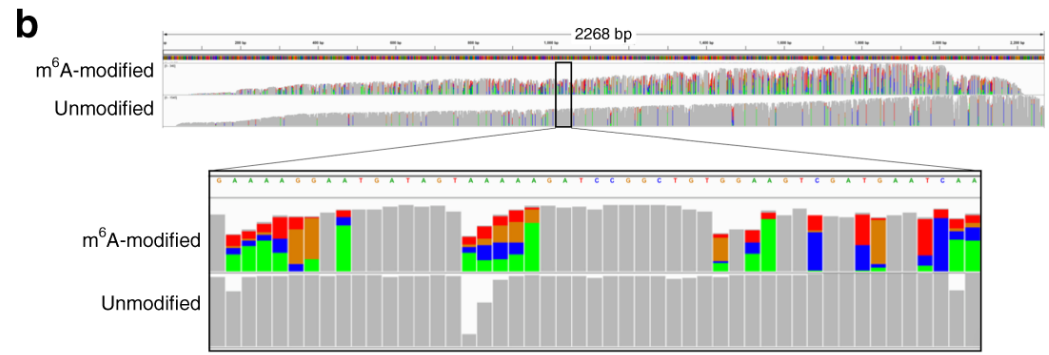 b
2268 bp
m⁶A-modified
Unmodified
G A A A A G G A A T G A T A G T A A A A A G A T C C G G C T G T G G A A G T C G A T G A A T C A A
m⁶A-modified
Unmodified